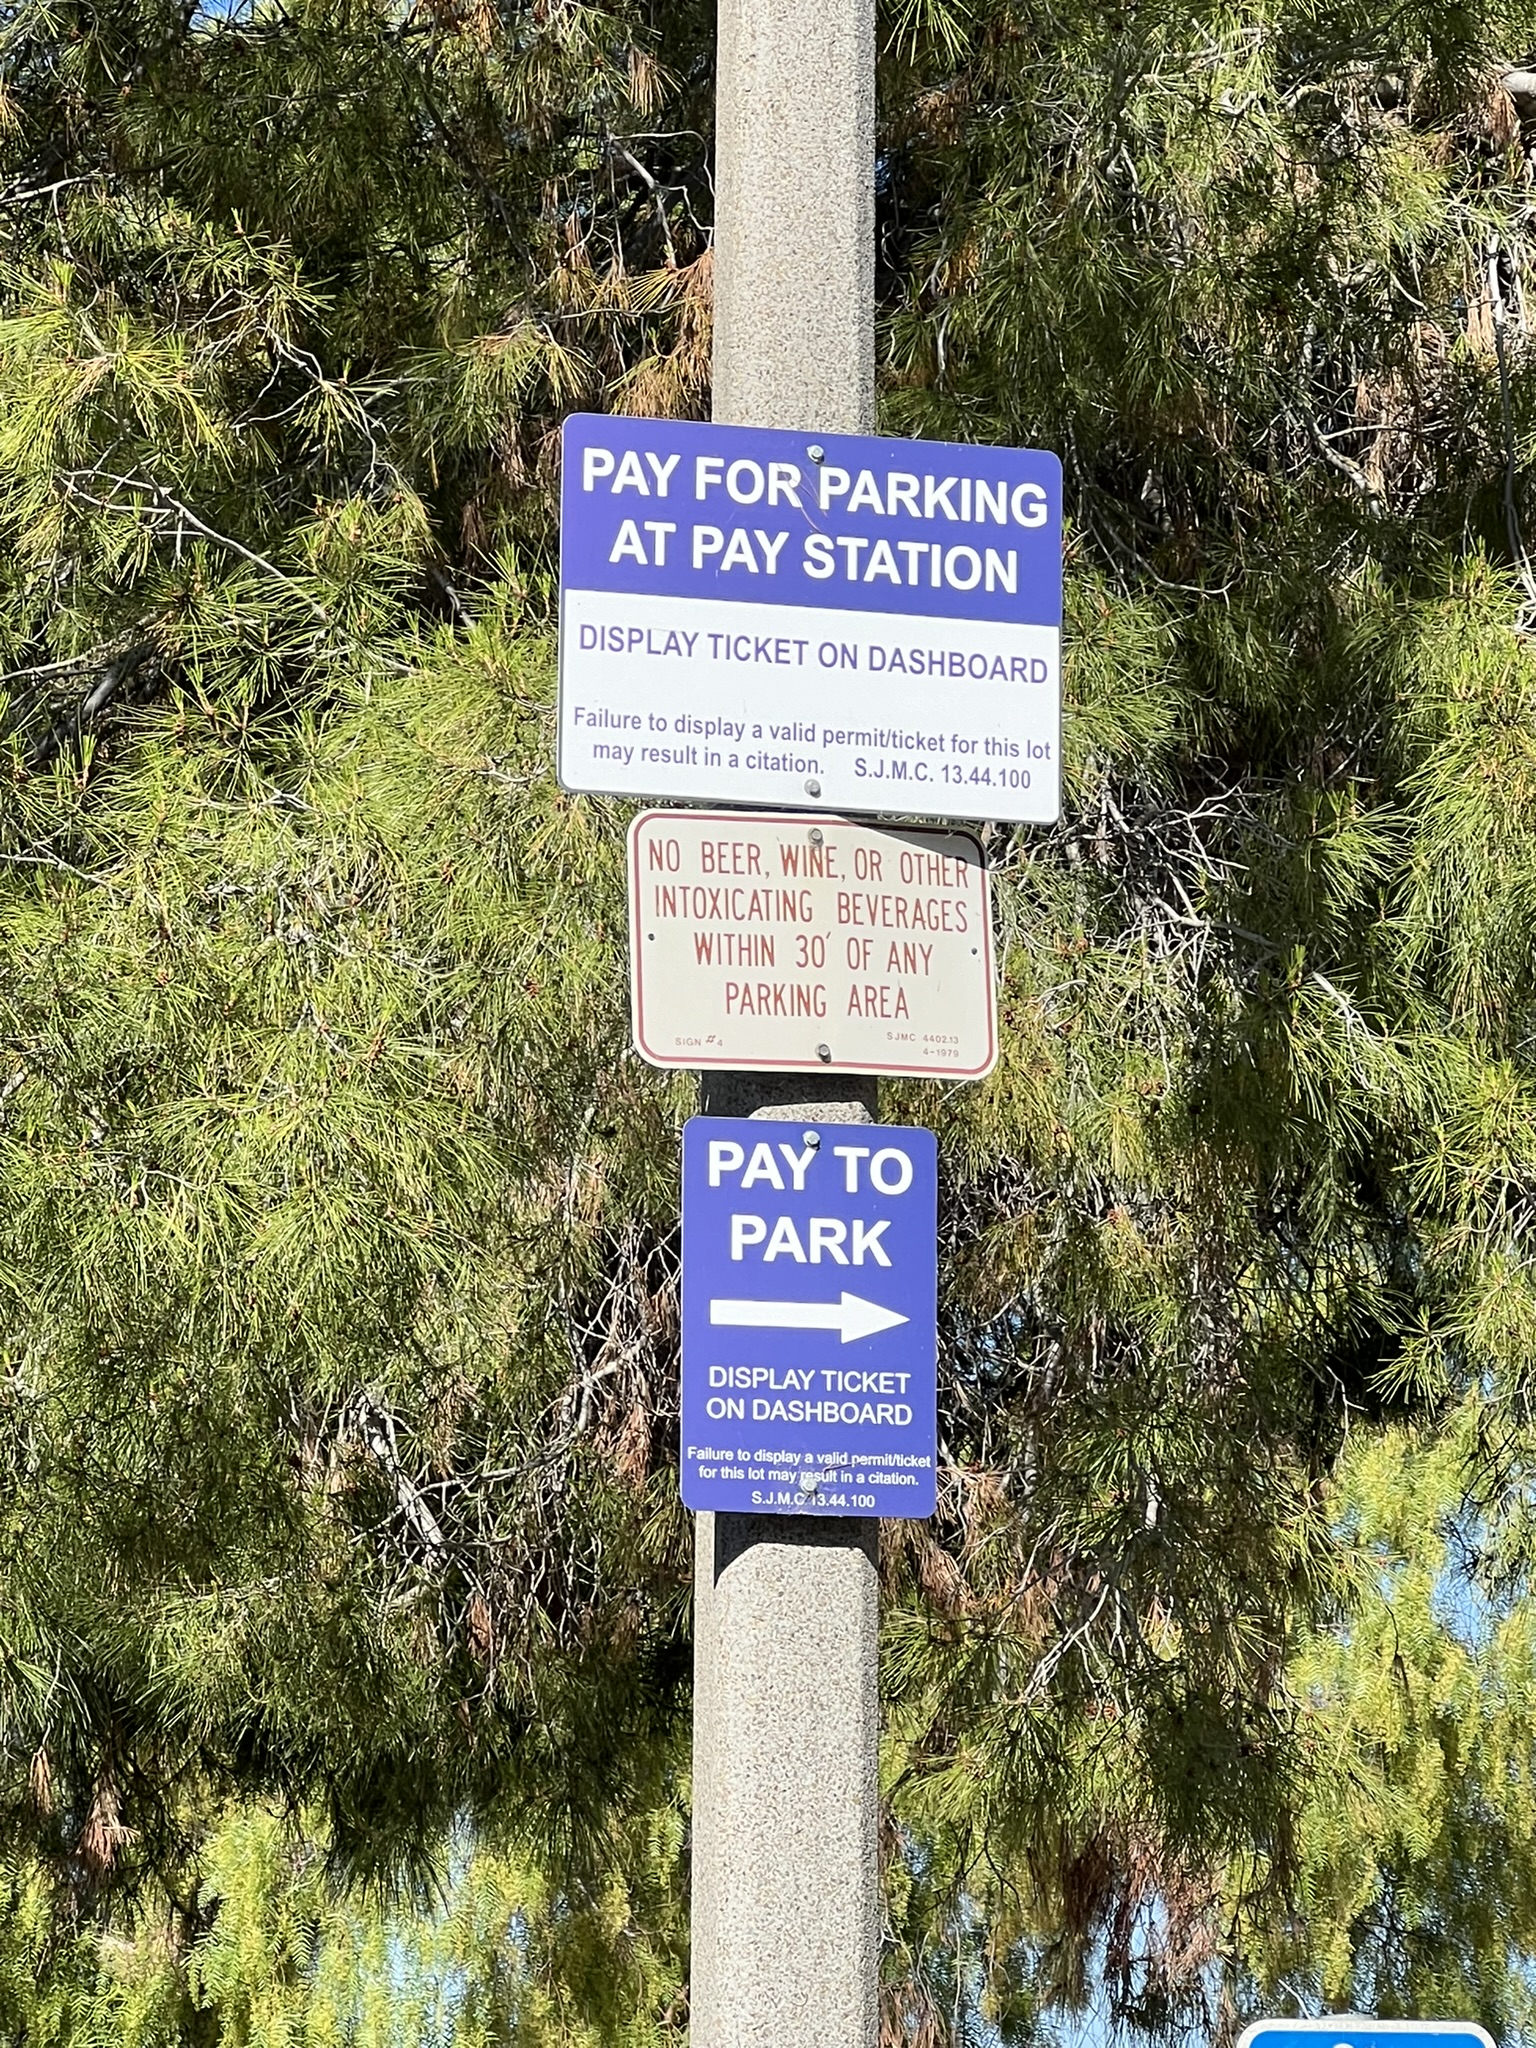 PAY FOR PARKING
AT PAY STATION
DISPLAY TICKET ON DASHBOARD
Failure to display a valid permit/ticket for this lot
may result in a citation. S.J.M.C. 13.44.100
NO BEER, WINE, OR OTHER
INTOXICATING BEVERAGES
WITHIN 30' OF ANY
PARKING AREA
SIGN #4
SJMC 4402.13
4-1979
PAY TO
PARK
DISPLAY TICKET
ON DASHBOARD
Failure to display a valid permit/ticket
for this lot may result in a citation.
S.J.M.C 13.44.100